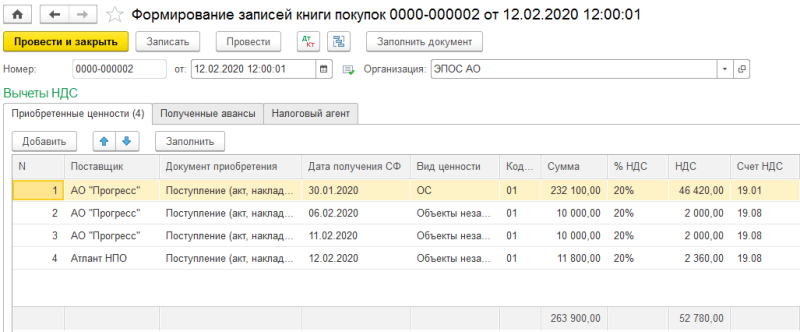 Формирование записей книги покупок 0000-000002 от 12.02.2020 12:00:01
Провести и закрыть Записать Провести Дт Кт Заполнить документ
Номер: 0000-000002 от: 12.02.2020 12:00:01 Организация: ЭПОС АО
Вычеты НДС
Приобретенные ценности (4) Полученные авансы Налоговый агент
Добавить Заполнить
N Поставщик Документ приобретения Дата получения СФ Вид ценности Код... Сумма % НДС НДС Счет НДС
1 АО "Прогресс" Поступление (акт, наклад... 30.01.2020 ОС 01 232 100,00 20% 46 420,00 19.01
2 АО "Прогресс" Поступление (акт, наклад... 06.02.2020 Объекты неза... 01 10 000,00 20% 2 000,00 19.08
3 АО "Прогресс" Поступление (акт, наклад... 11.02.2020 Объекты неза... 01 10 000,00 20% 2 000,00 19.08
4 Атлант НПО Поступление (акт, наклад... 12.02.2020 Объекты неза... 01 11 800,00 20% 2 360,00 19.08
263 900,00 52 780,00